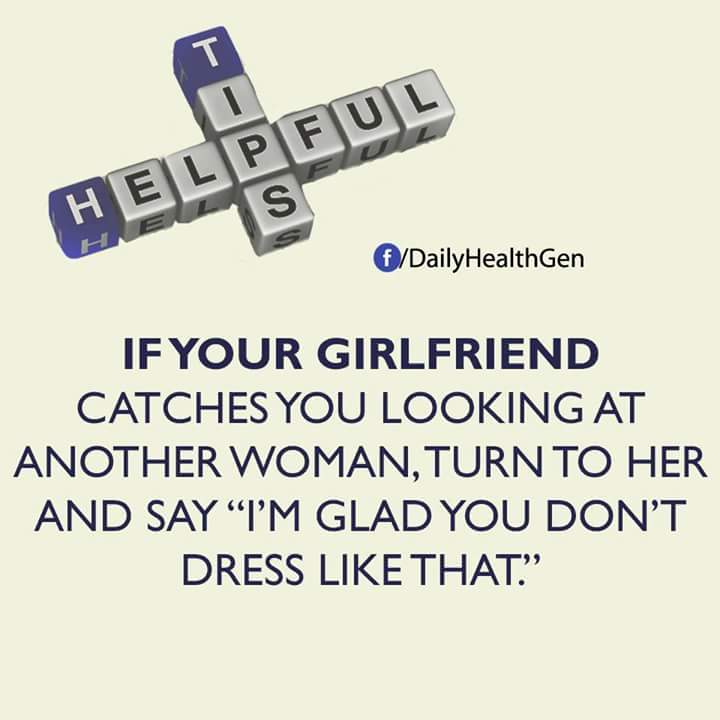 TIPS
HELPFUL
f/DailyHealthGen
IF YOUR GIRLFRIEND
CATCHES YOU LOOKING AT
ANOTHER WOMAN, TURN TO HER
AND SAY “I’M GLAD YOU DON’T
DRESS LIKE THAT.”